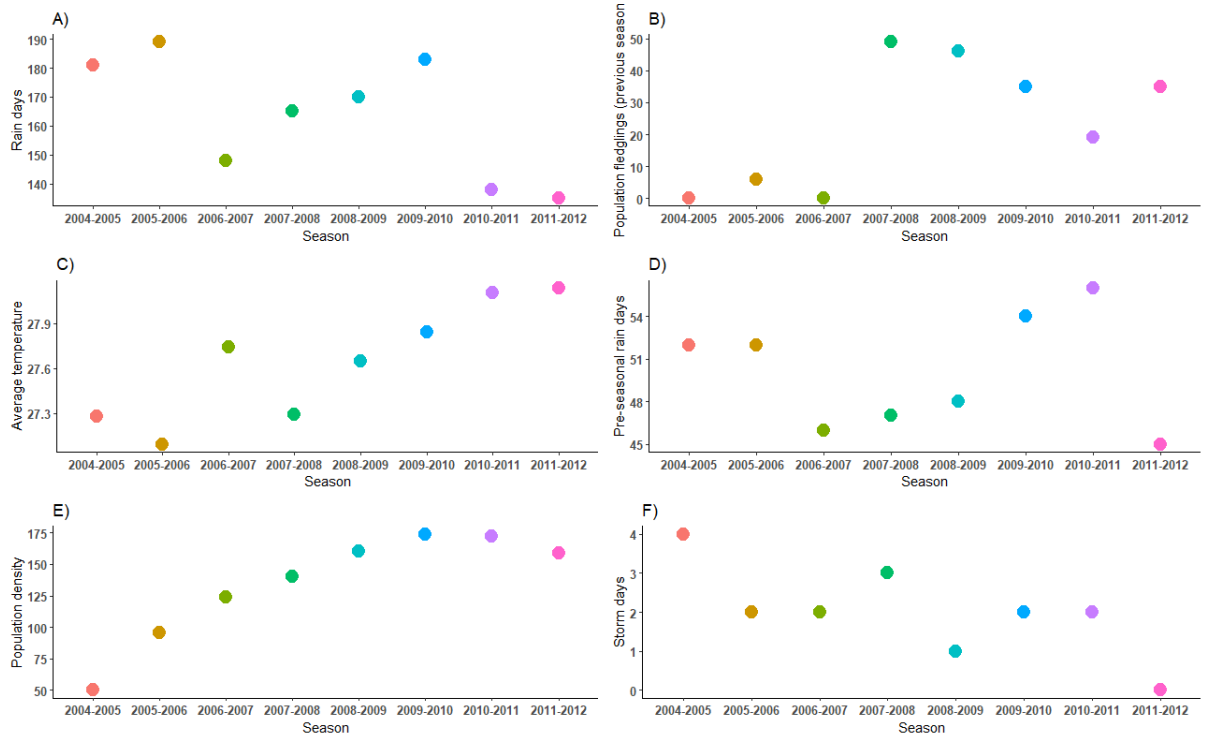 A)
Rain days
190
180
170
160
150
140
2004-2005 2005-2006 2006-2007 2007-2008 2008-2009 2009-2010 2010-2011 2011-2012
Season
B)
Population fledglings (previous season
50
40
30
20
10
0
2004-2005 2005-2006 2006-2007 2007-2008 2008-2009 2009-2010 2010-2011 2011-2012
Season
C)
Average temperature
27.9
27.6
27.3
2004-2005 2005-2006 2006-2007 2007-2008 2008-2009 2009-2010 2010-2011 2011-2012
Season
D)
Pre-seasonal rain days
54
51
48
45
2004-2005 2005-2006 2006-2007 2007-2008 2008-2009 2009-2010 2010-2011 2011-2012
Season
E)
Population density
175
150
125
100
75
50
2004-2005 2005-2006 2006-2007 2007-2008 2008-2009 2009-2010 2010-2011 2011-2012
Season
F)
Storm days
4
3
2
1
0
2004-2005 2005-2006 2006-2007 2007-2008 2008-2009 2009-2010 2010-2011 2011-2012
Season